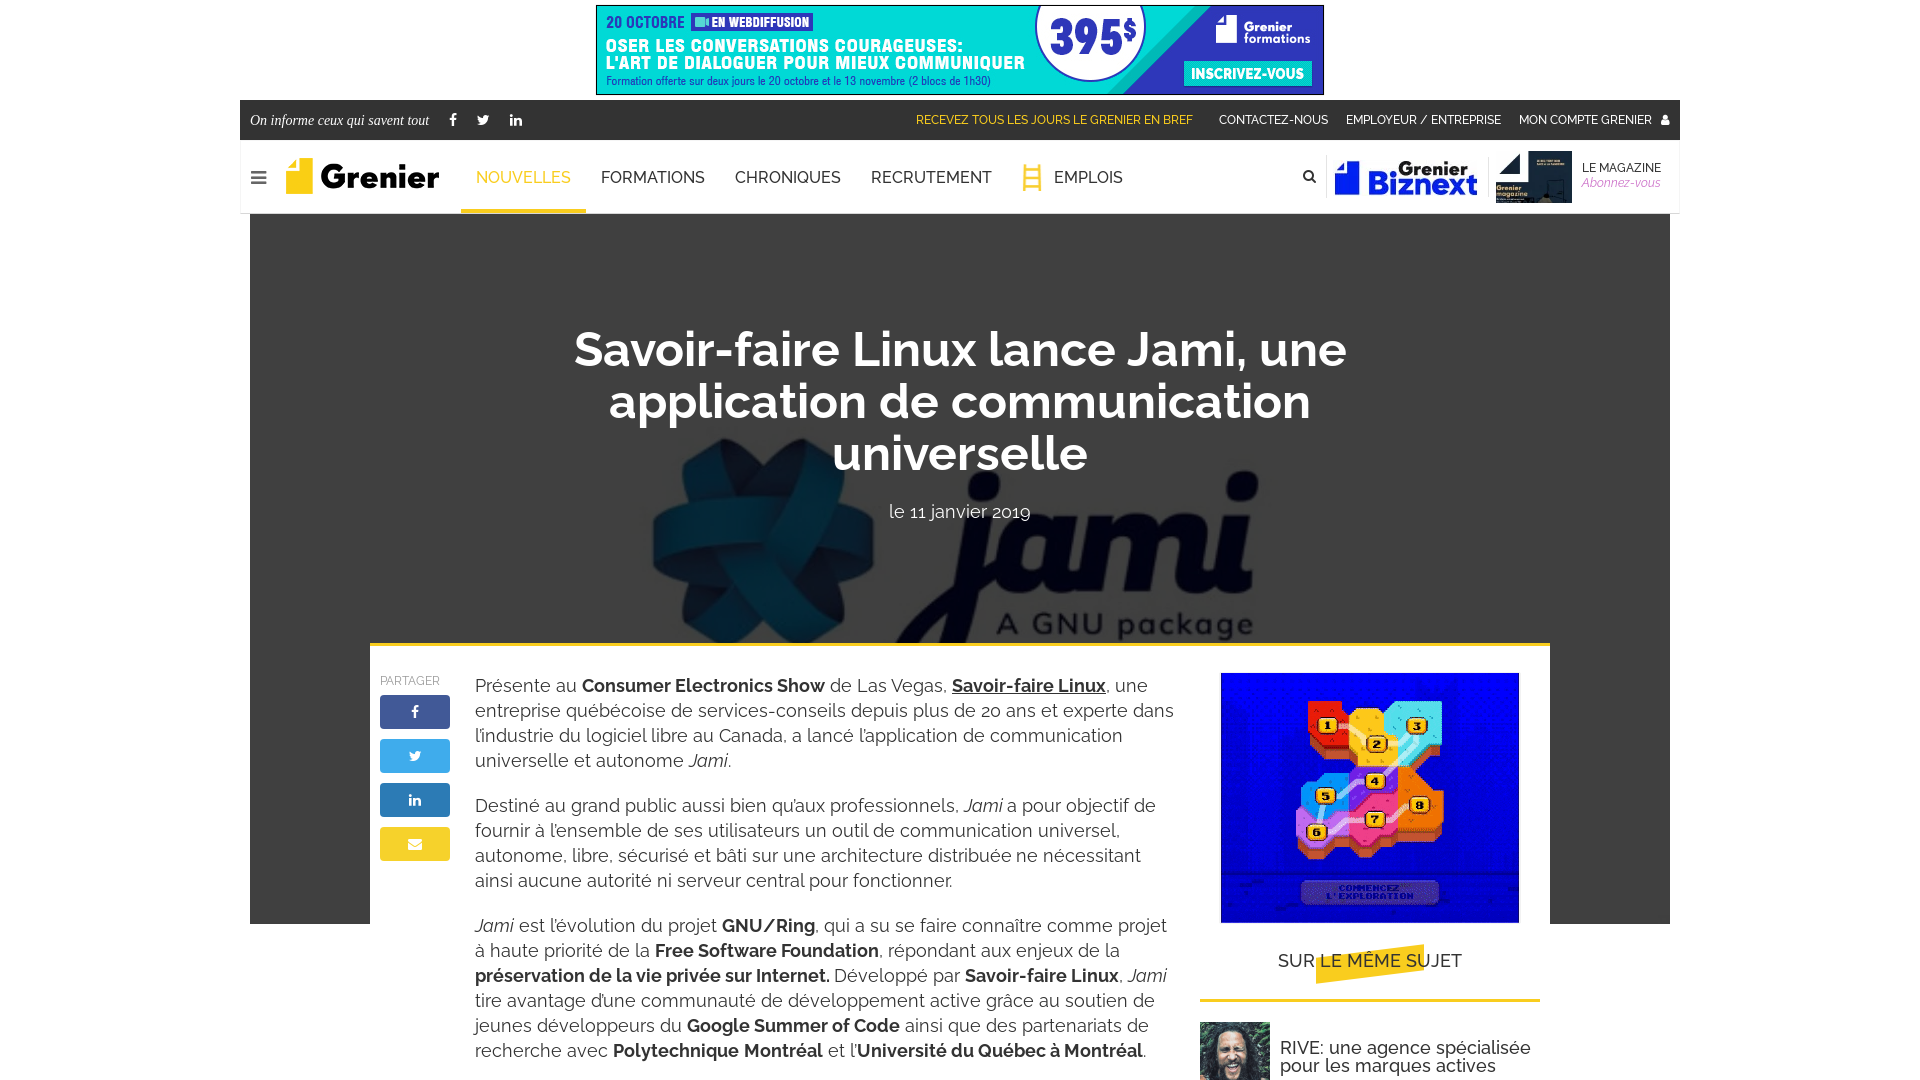 20 OCTOBRE EN WEBDIFFUSION
OSER LES CONVERSATIONS COURAGEUSES:
L'ART DE DIALOGUER POUR MIEUX COMMUNIQUER
Formation offerte sur deux jours le 20 octobre et le 13 novembre (2 blocs de 1h30)
395$
Grenier
formations
INSCRIVEZ-VOUS
On informe ceux qui savent tout
RECEVEZ TOUS LES JOURS LE GRENIER EN BREF
CONTACTEZ-NOUS
EMPLOYEUR / ENTREPRISE
MON COMPTE GRENIER
Grenier
NOUVELLES
FORMATIONS
CHRONIQUES
RECRUTEMENT
EMPLOIS
Grenier
Biznext
Grenier
magazine
LE MAGAZINE
Abonnez-vous
Savoir-faire Linux lance Jami, une
application de communication
universelle
le 11 janvier 2019
jami
A GNU package
PARTAGER
Présente au Consumer Electronics Show de Las Vegas, Savoir-faire Linux, une
entreprise québécoise de services-conseils depuis plus de 20 ans et experte dans
l’industrie du logiciel libre au Canada, a lancé l’application de communication
universelle et autonome Jami.
Destiné au grand public aussi bien qu’aux professionnels, Jami a pour objectif de
fournir à l’ensemble de ses utilisateurs un outil de communication universel,
autonome, libre, sécurisé et bâti sur une architecture distribuée ne nécessitant
ainsi aucune autorité ni serveur central pour fonctionner.
Jami est l’évolution du projet GNU/Ring, qui a su se faire connaître comme projet
à haute priorité de la Free Software Foundation, répondant aux enjeux de la
préservation de la vie privée sur Internet. Développé par Savoir-faire Linux, Jami
tire avantage d’une communauté de développement active grâce au soutien de
jeunes développeurs du Google Summer of Code ainsi que des partenariats de
recherche avec Polytechnique Montréal et l’Université du Québec à Montréal.
1
2
3
4
5
6
7
8
COMMENCEZ
L'EXPLORATION
SUR LE MÊME SUJET
RIVE: une agence spécialisée
pour les marques actives